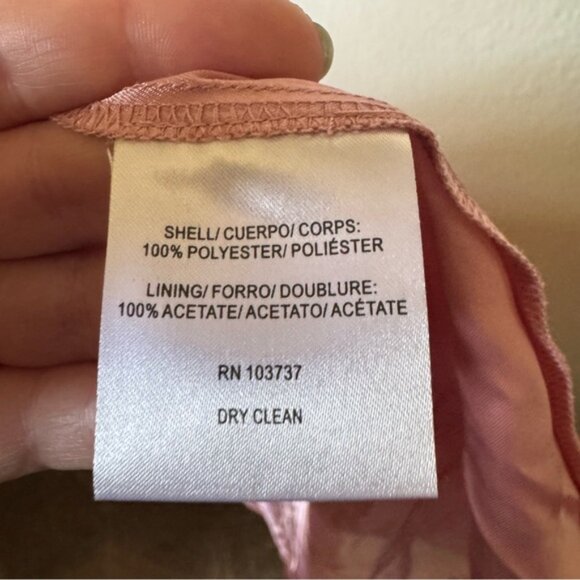 SHELL/ CUERPO/ CORPS:
100% POLYESTER/ POLIÉSTER
LINING/ FORRO/ DOUBLURE:
100% ACETATE/ ACETATO/ ACÉTATE
RN 103737
DRY CLEAN